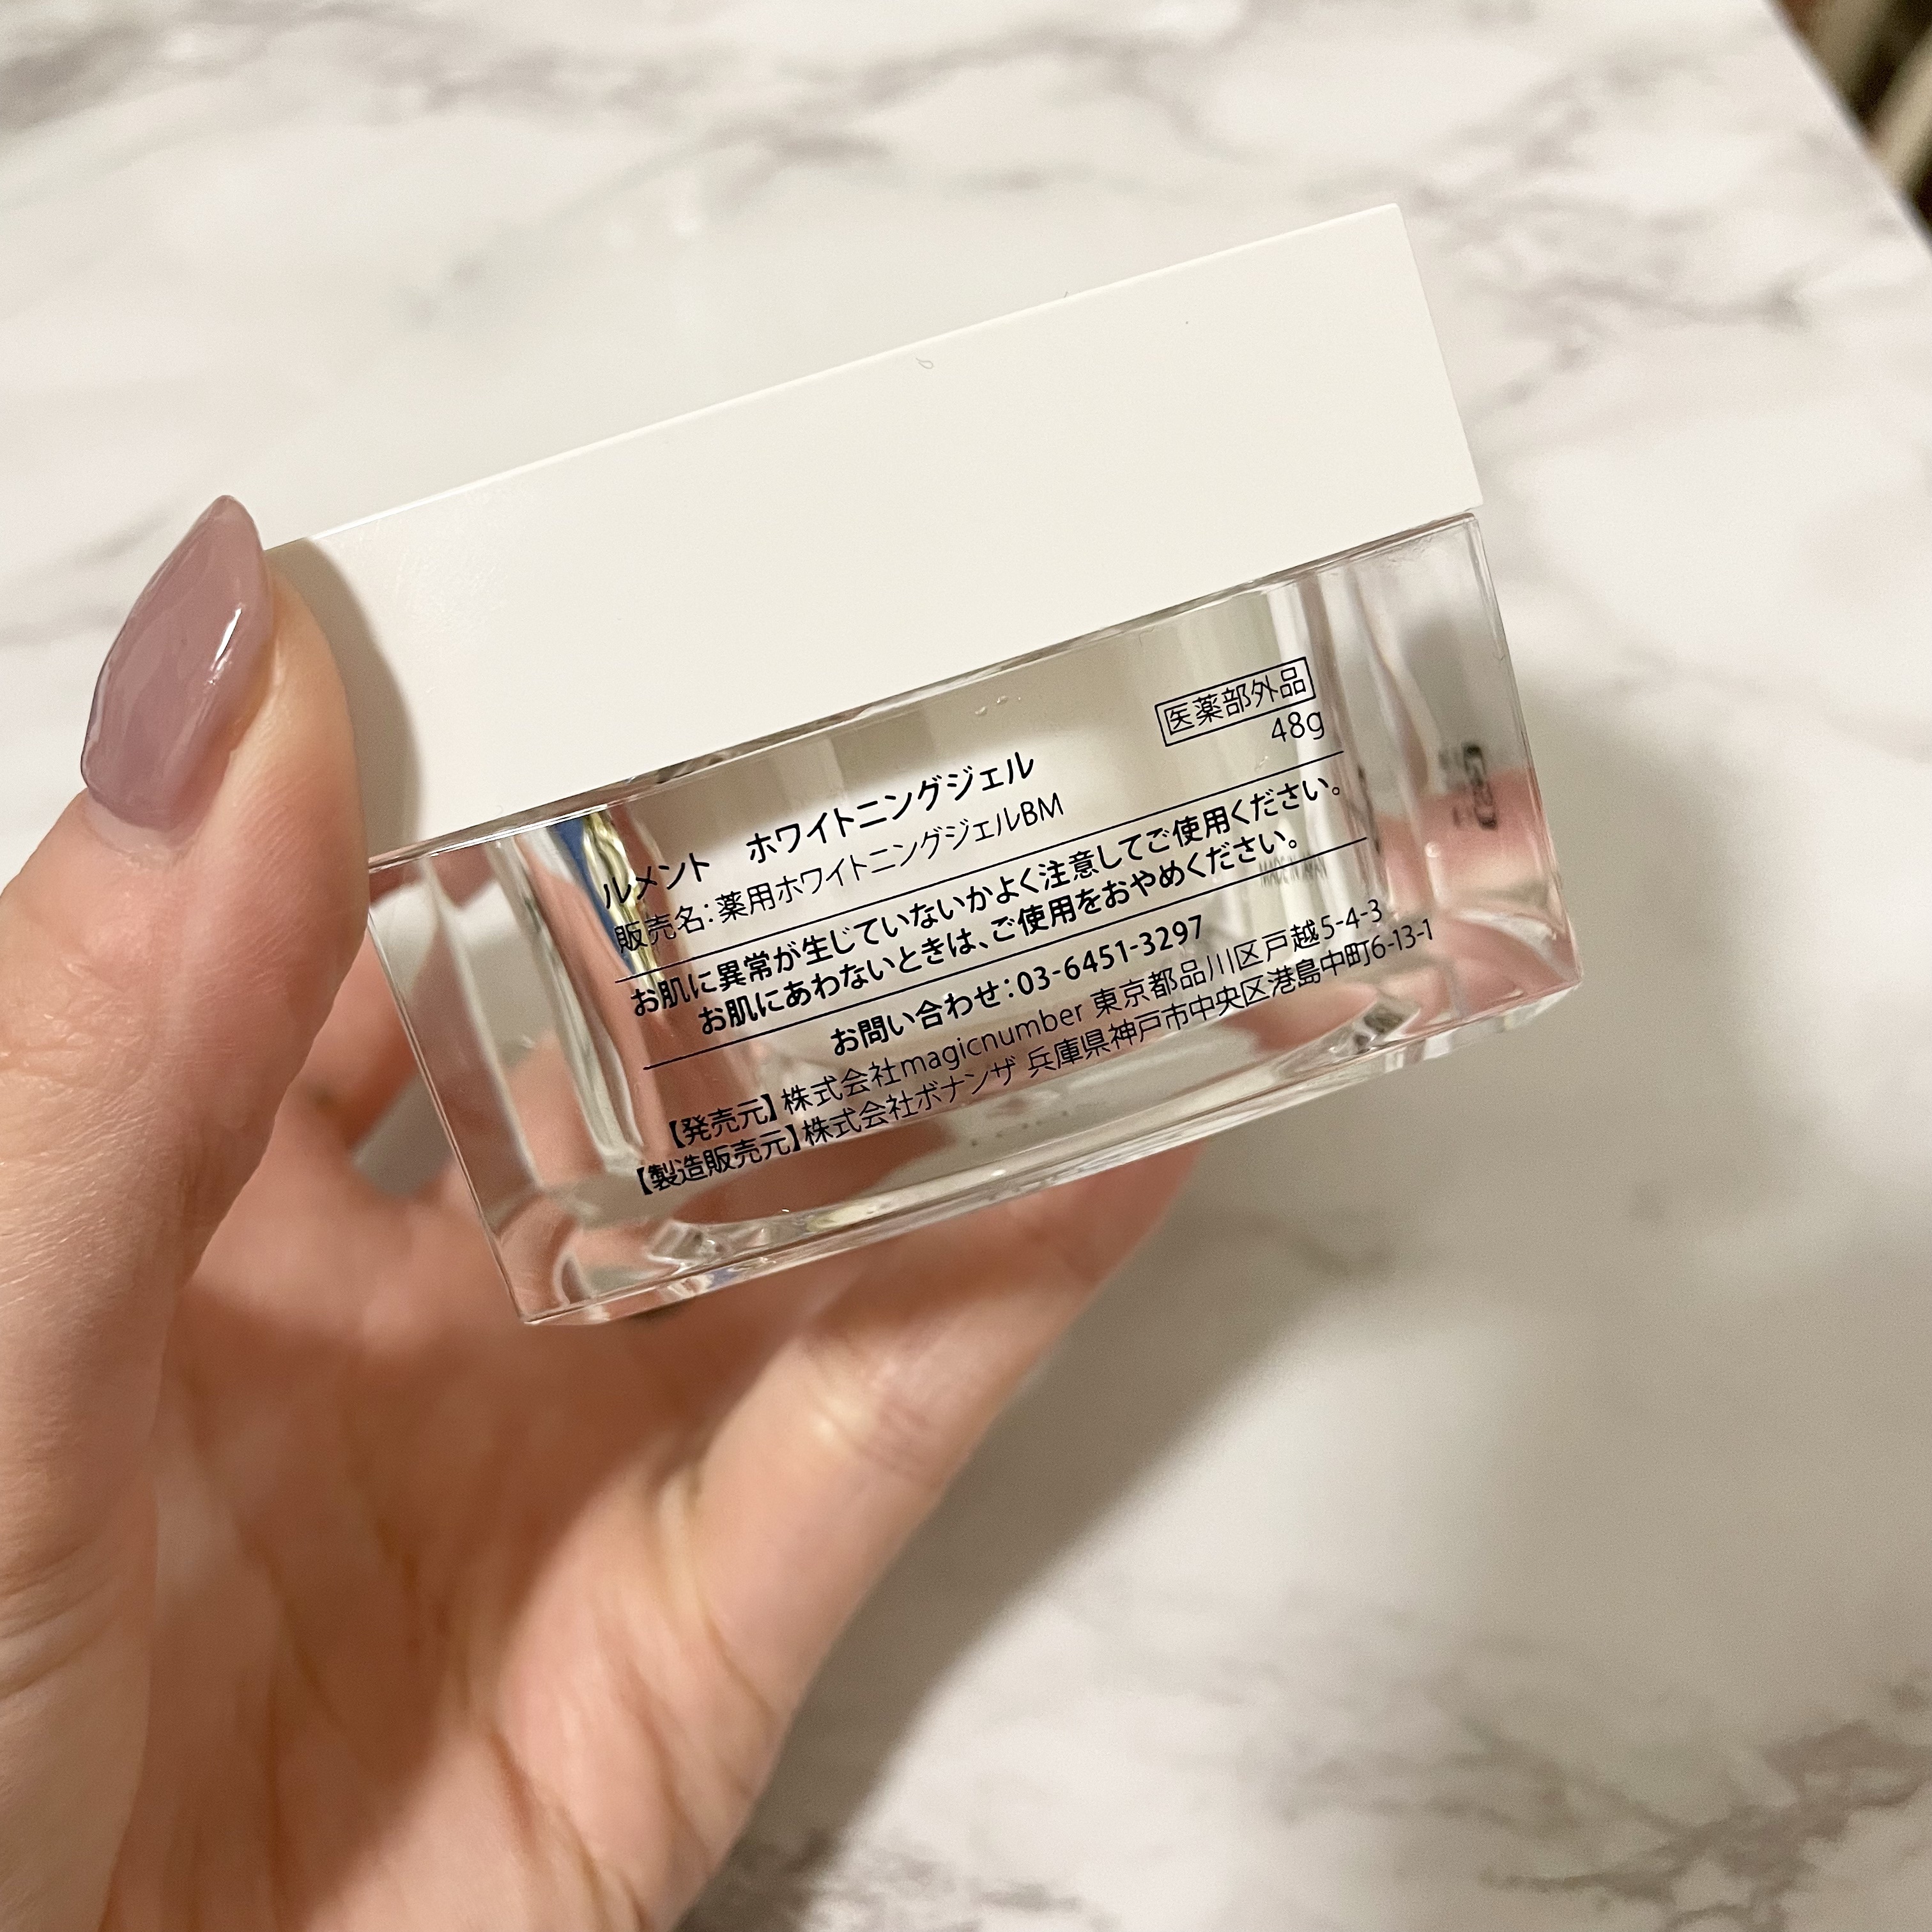 医薬部外品
48g
ルメント ホワイトニングジェル
販売名:薬用ホワイトニングジェルBM
お肌に異常が生じていないかよく注意してご使用ください。
お肌にあわないときは、ご使用をおやめください。
お問い合わせ:03-6451-3297
【発売元】株式会社magicnumber 東京都品川区戸越5-4-3
【製造販売元】株式会社ボナンザ 兵庫県神戸市中央区港島中町6-13-1